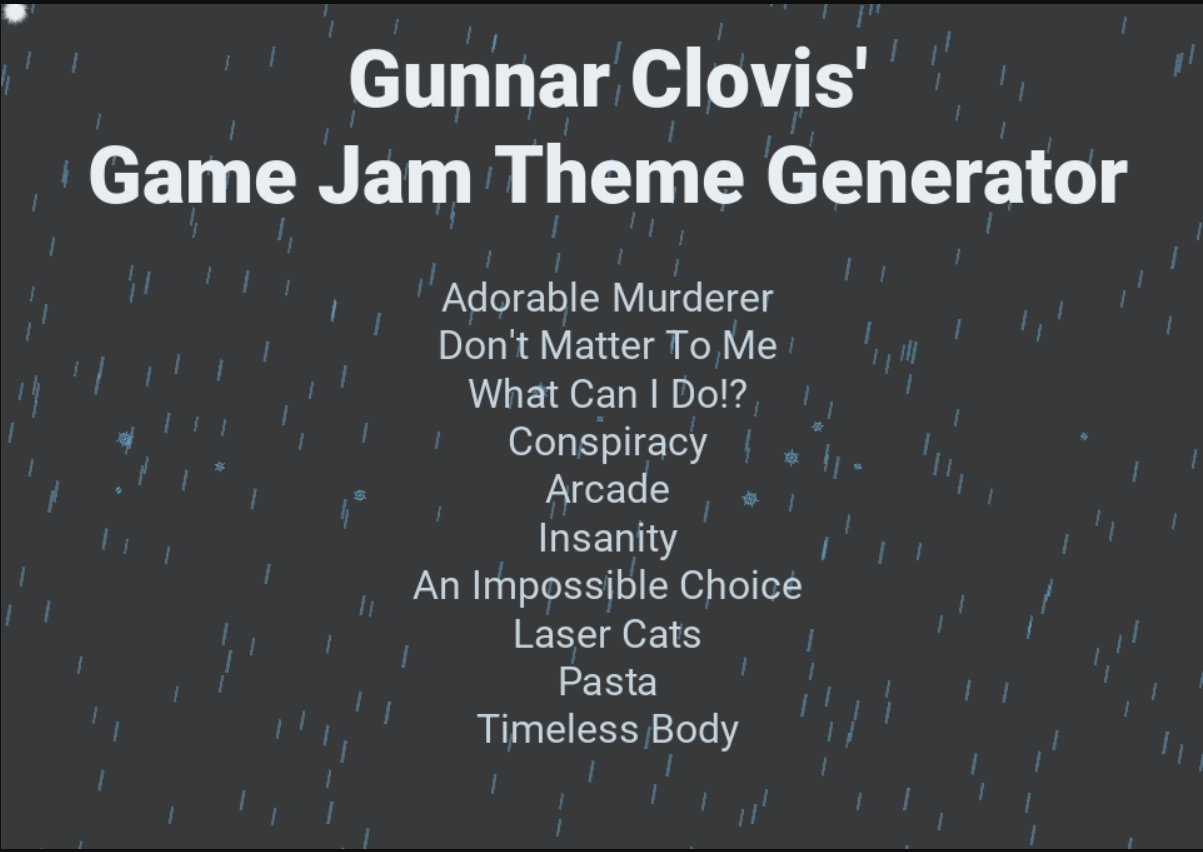 Gunnar Clovis'
Game Jam Theme Generator
Adorable Murderer
Don't Matter To Me
What Can I Do!?
Conspiracy
Arcade
Insanity
An Impossible Choice
Laser Cats
Pasta
Timeless Body